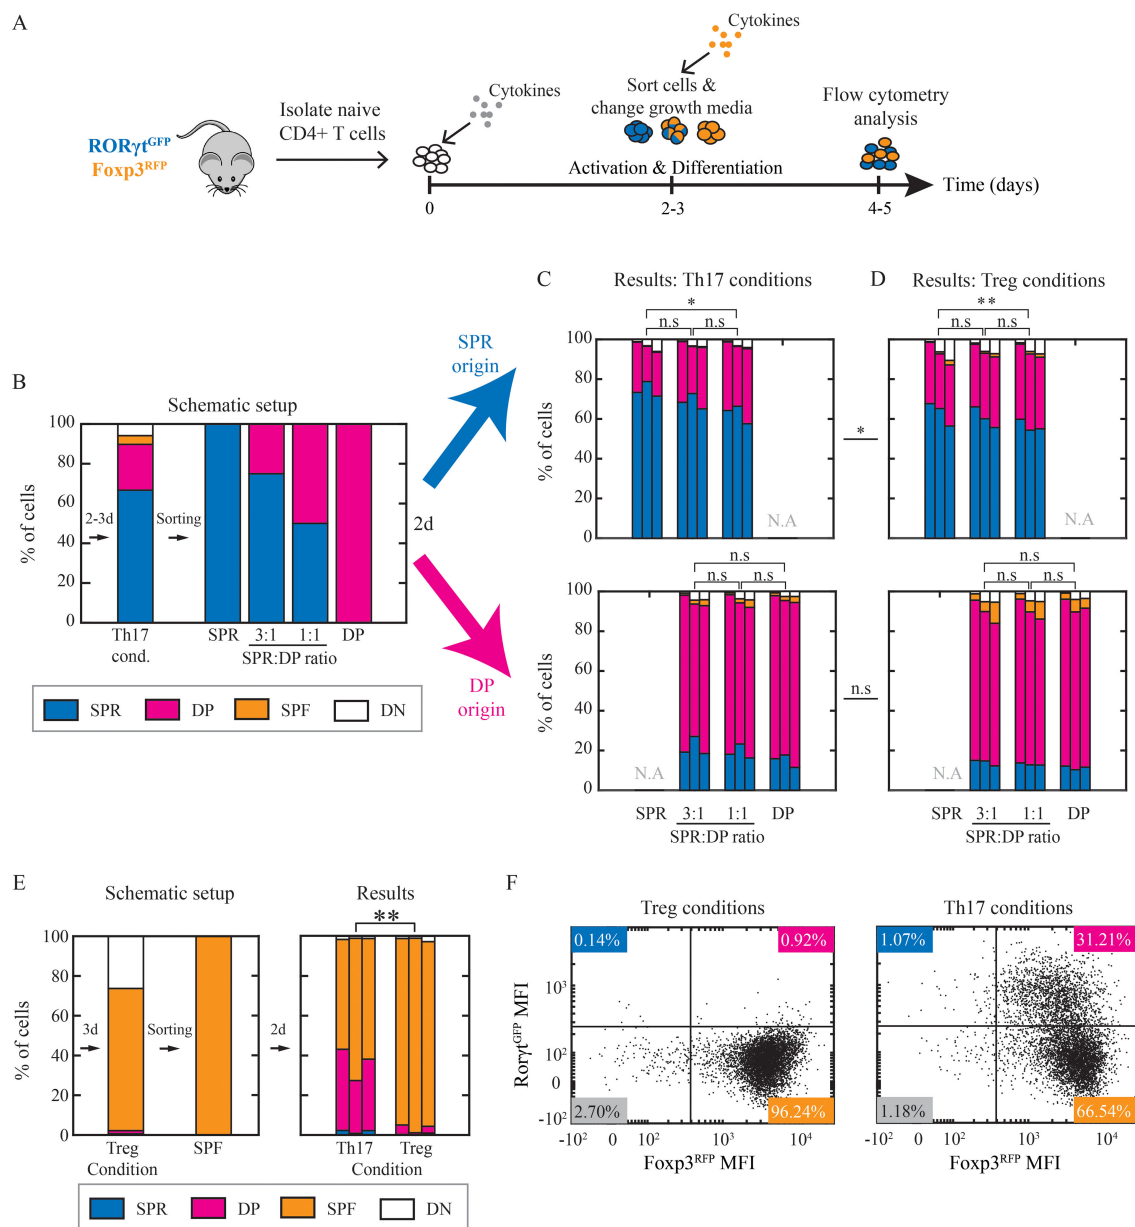 A
RORγt^GFP
Foxp3^RFP
Isolate naive
CD4+ T cells
Cytokines
Cytokines
Sort cells &
change growth media
Activation & Differentiation
Flow cytometry
analysis
Time (days)
0
2-3
4-5
B
Schematic setup
% of cells
100
80
60
40
20
0
2-3d
Sorting
2d
Th17
cond.
SPR
3:1
1:1
DP
SPR:DP ratio
SPR
DP
SPF
DN
SPR
origin
DP
origin
C
Results: Th17 conditions
*
n.s
n.s
% of cells
100
80
60
40
20
0
N.A
*
n.s
n.s
n.s
% of cells
100
80
60
40
20
0
N.A
SPR
3:1
1:1
DP
SPR:DP ratio
n.s
D
Results: Treg conditions
**
n.s
n.s
N.A
n.s
n.s
n.s
N.A
SPR
3:1
1:1
DP
SPR:DP ratio
E
Schematic setup
Results
**
% of cells
100
80
60
40
20
0
3d
Sorting
2d
Treg
Condition
SPF
Th17
Treg
Condition
SPR
DP
SPF
DN
F
Treg conditions
0.14%
0.92%
2.70%
96.24%
Rorγt^GFP MFI
10^3
10^2
0
-10^2
-10^2
0
10^2
10^3
10^4
Foxp3^RFP MFI
Th17 conditions
1.07%
31.21%
1.18%
66.54%
-10^2
0
10^2
10^3
10^4
Foxp3^RFP MFI